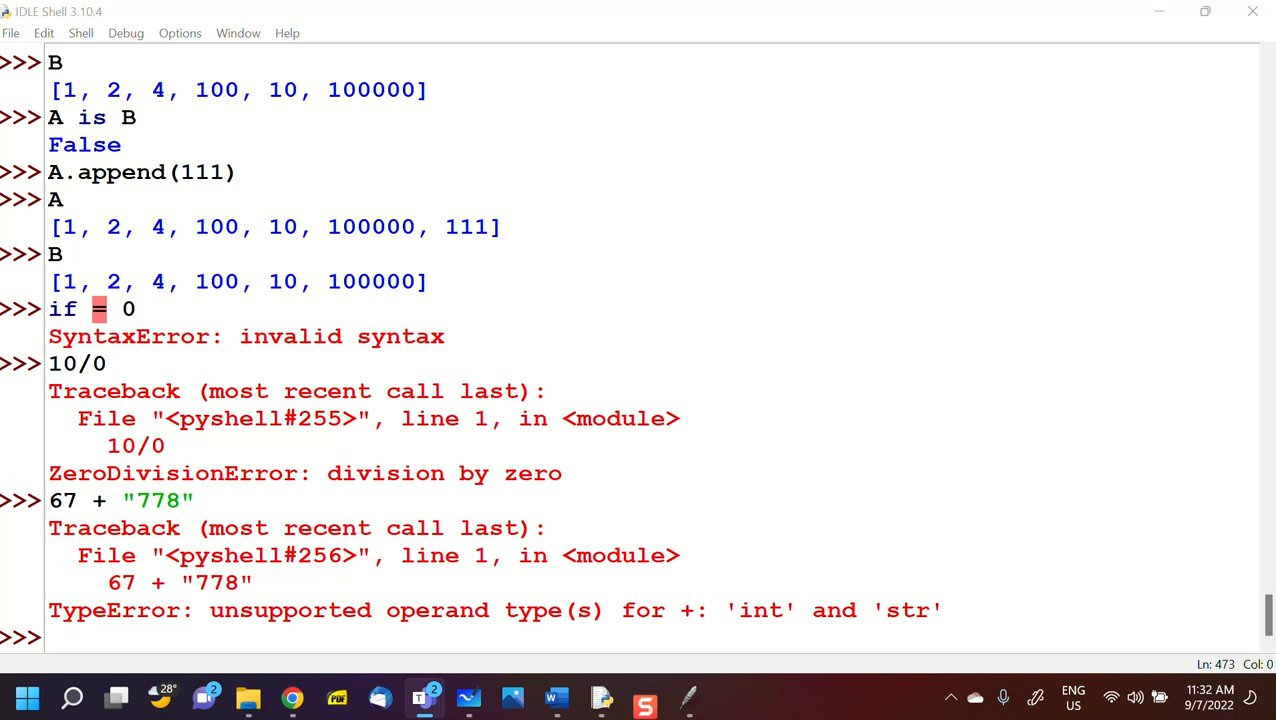 IDLE Shell 3.10.4
File Edit Shell Debug Options Window Help
>>> B
[1, 2, 4, 100, 10, 100000]
>>> A is B
False
>>> A.append(111)
>>> A
[1, 2, 4, 100, 10, 100000, 111]
>>> B
[1, 2, 4, 100, 10, 100000]
>>> if = 0
SyntaxError: invalid syntax
>>> 10/0
Traceback (most recent call last):
  File "<pyshell#255>", line 1, in <module>
    10/0
ZeroDivisionError: division by zero
>>> 67 + "778"
Traceback (most recent call last):
  File "<pyshell#256>", line 1, in <module>
    67 + "778"
TypeError: unsupported operand type(s) for +: 'int' and 'str'
>>>
Ln: 473 Col: 0
28°
2
PDF
2
W
S
ENG
US
11:32 AM
9/7/2022